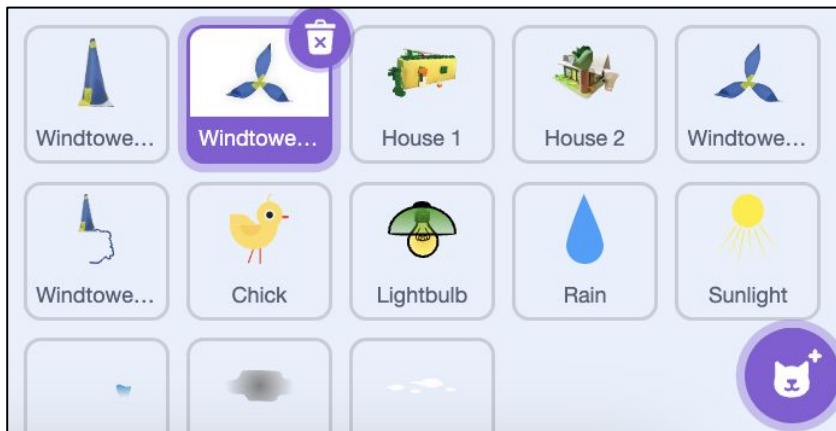 Windtowe...
Windtowe...
House 1
House 2
Windtowe...
Windtowe...
Chick
Lightbulb
Rain
Sunlight